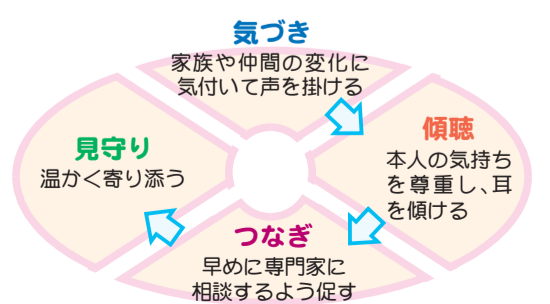 気づき
家族や仲間の変化に
気付いて声を掛ける
傾聴
本人の気持ち
を尊重し、耳
を傾ける
つなぎ
早めに専門家に
相談するよう促す
見守り
温かく寄り添う